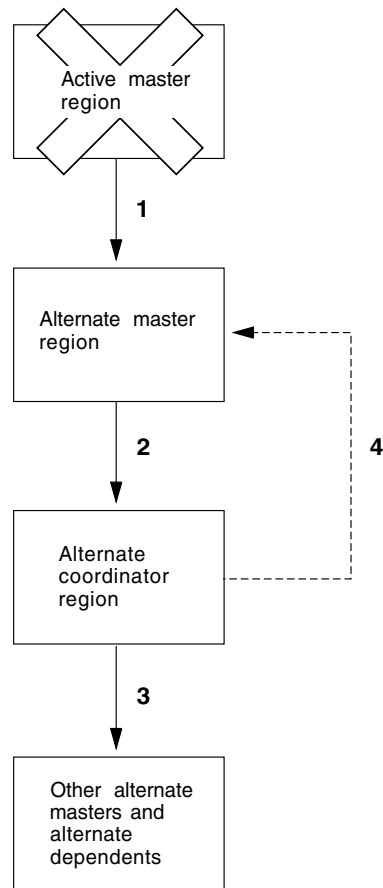 Active master
region
1
Alternate master
region
2
4
Alternate
coordinator
region
3
Other alternate
masters and
alternate
dependents